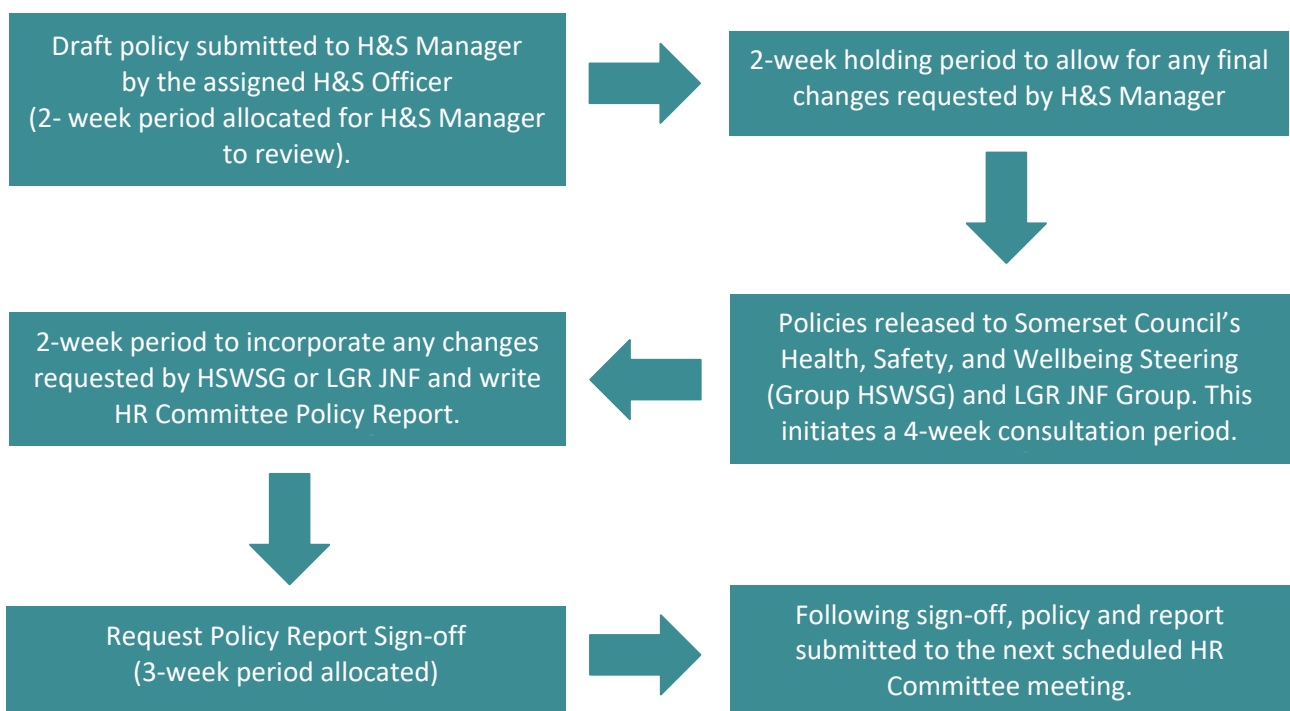 Draft policy submitted to H&S Manager
by the assigned H&S Officer
(2- week period allocated for H&S Manager
to review).
2-week holding period to allow for any final
changes requested by H&S Manager
Policies released to Somerset Council’s
Health, Safety, and Wellbeing Steering
(Group HSWSG) and LGR JNF Group. This
initiates a 4-week consultation period.
2-week period to incorporate any changes
requested by HSWSG or LGR JNF and write
HR Committee Policy Report.
Request Policy Report Sign-off
(3-week period allocated)
Following sign-off, policy and report
submitted to the next scheduled HR
Committee meeting.